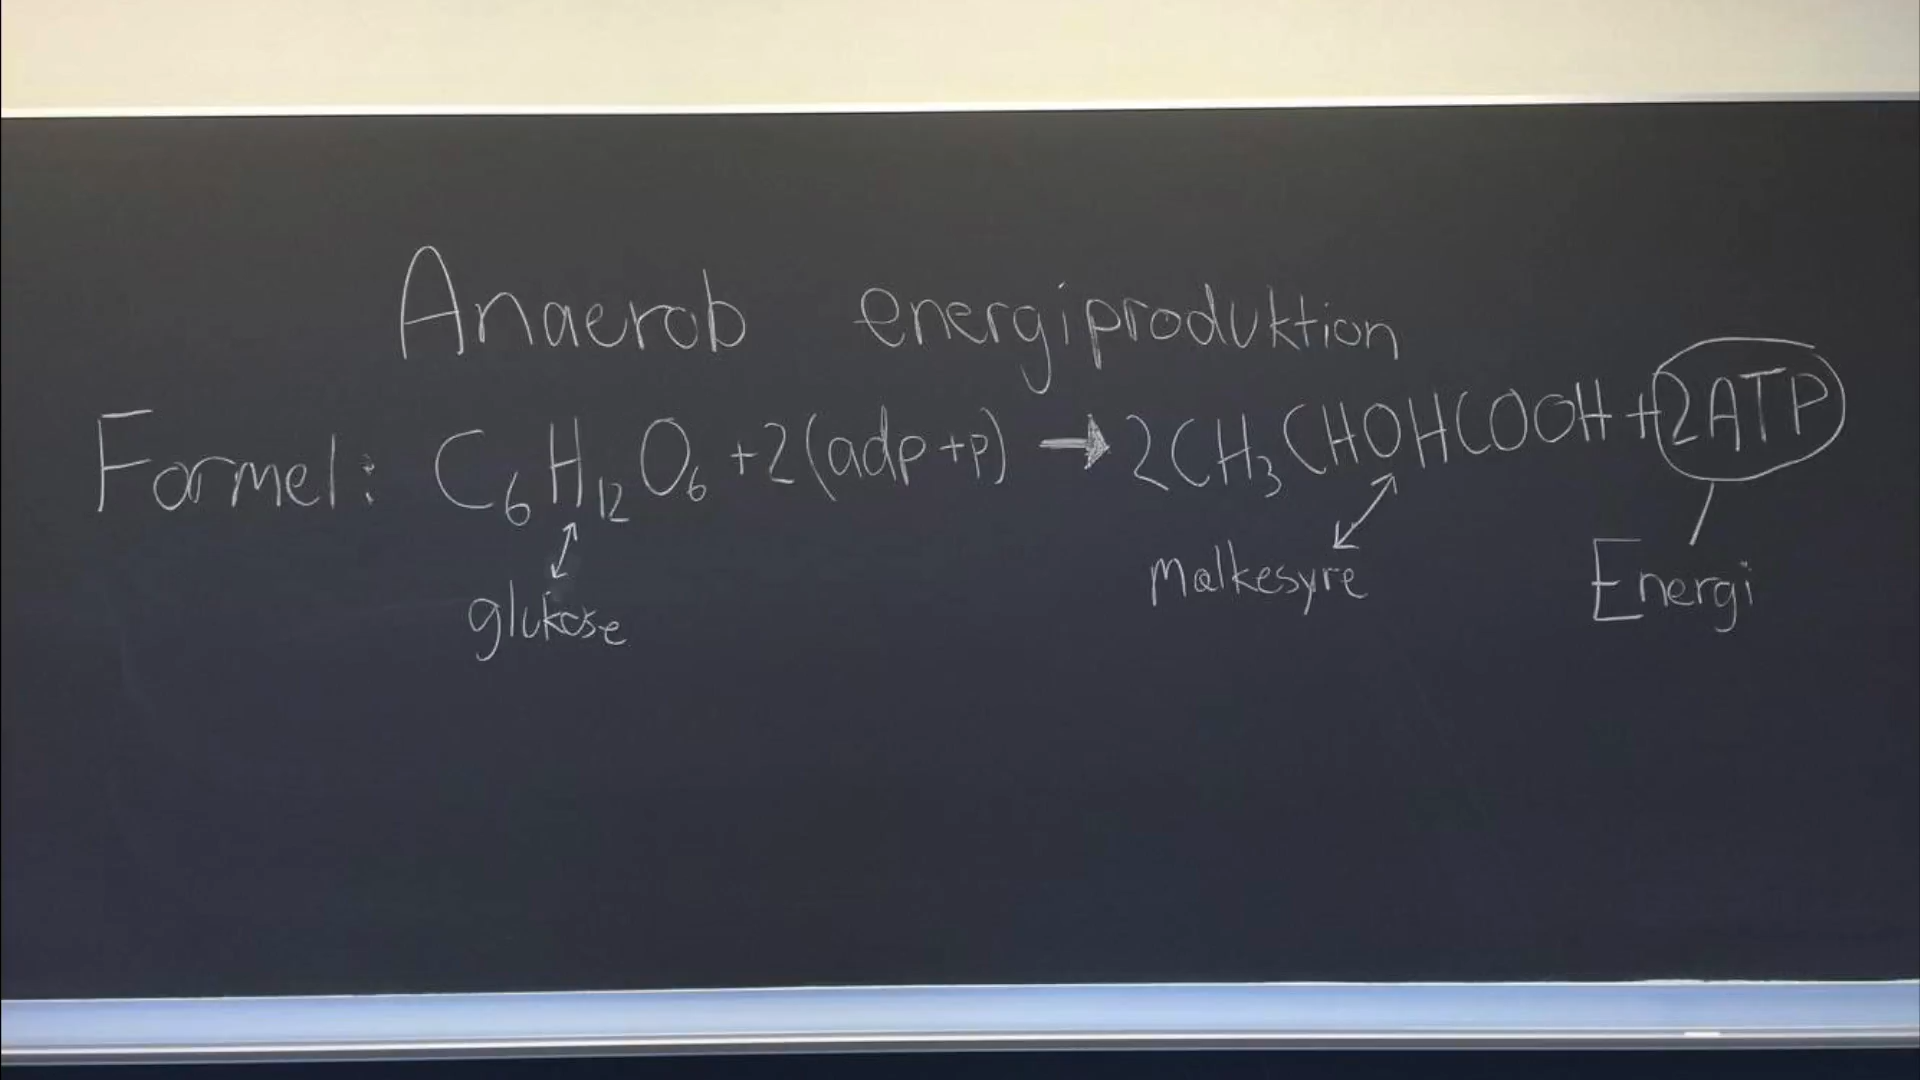 Anaerob energiproduktion
Formel: C₆H₁₂O₆ +2(adp+p) → 2CH₃CHOHCOOH +2ATP
glukose
Mælkesyre
Energi